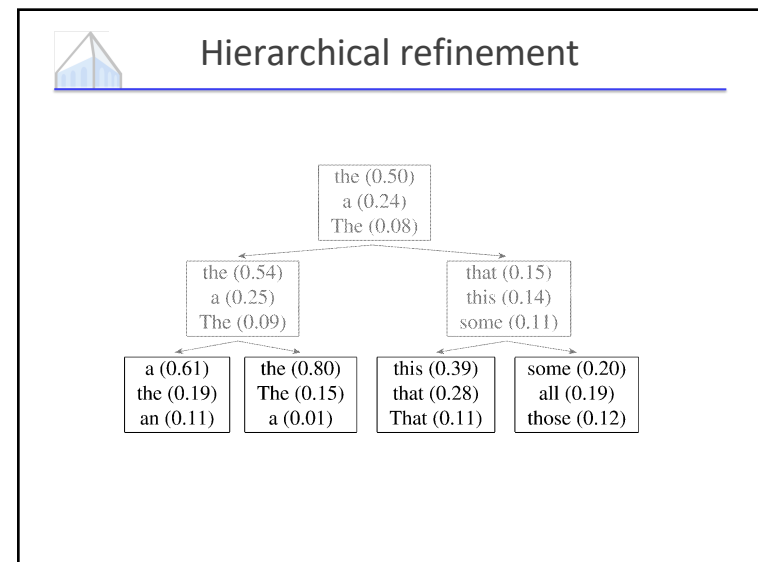 Hierarchical refinement
the (0.50)
a (0.24)
The (0.08)
the (0.54)
a (0.25)
The (0.09)
that (0.15)
this (0.14)
some (0.11)
a (0.61)
the (0.19)
an (0.11)
the (0.80)
The (0.15)
a (0.01)
this (0.39)
that (0.28)
That (0.11)
some (0.20)
all (0.19)
those (0.12)